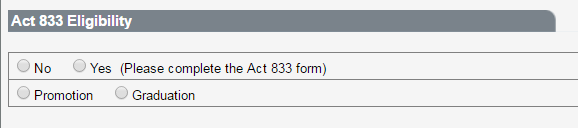 Act 833 Eligibility
No Yes (Please complete the Act 833 form)
Promotion Graduation